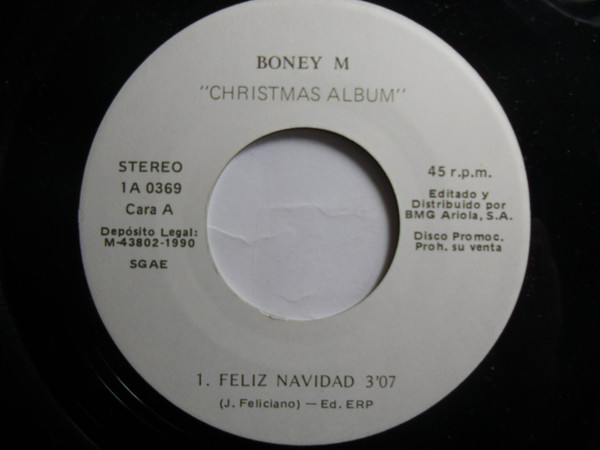 BONEY M
"CHRISTMAS ALBUM"
STEREO
1A 0369
Cara A
Depósito Legal:
M-43802-1990
SGAE
45 r.p.m.
Editado y
Distribuido por
BMG Ariola, S.A.
Disco Promoc.
Proh. su venta
1. FELIZ NAVIDAD 3'07
(J. Feliciano) — Ed. ERP